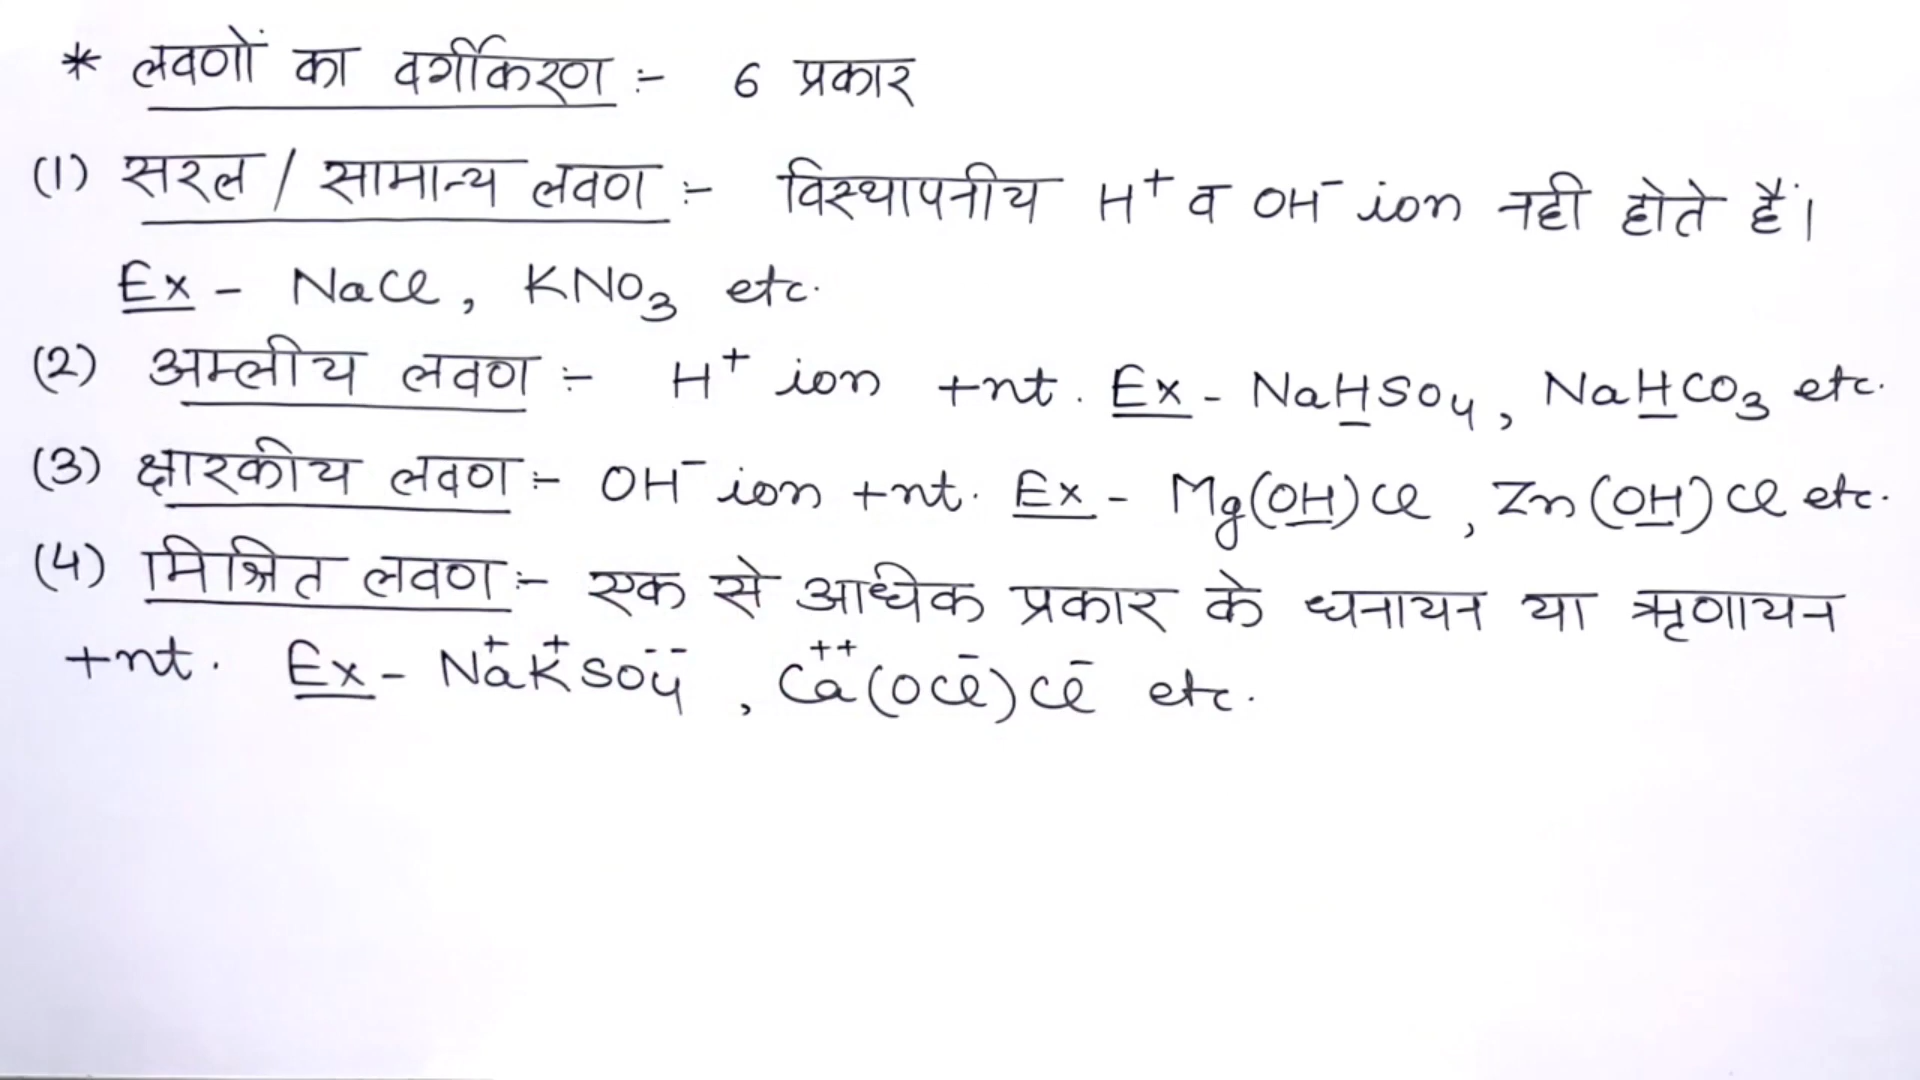 * लवणों का वर्गीकरण :- 6 प्रकार
(1) सरल / सामान्य लवण :- विस्थापनीय H⁺ व OH⁻ ion नही होते हैं।
Ex - NaCl, KNO₃ etc.
(2) अम्लीय लवण :- H⁺ ion +nt. Ex - NaHSO₄, NaHCO₃ etc.
(3) क्षारकीय लवण :- OH⁻ ion +nt. Ex - Mg(OH)Cl, Zn(OH)Cl etc.
(4) मिश्रित लवण :- एक से अधिक प्रकार के धनायन या ऋणायन
+nt. Ex - Na⁺K⁺SO₄⁻⁻, Ca⁺⁺(OCl⁻)Cl⁻ etc.